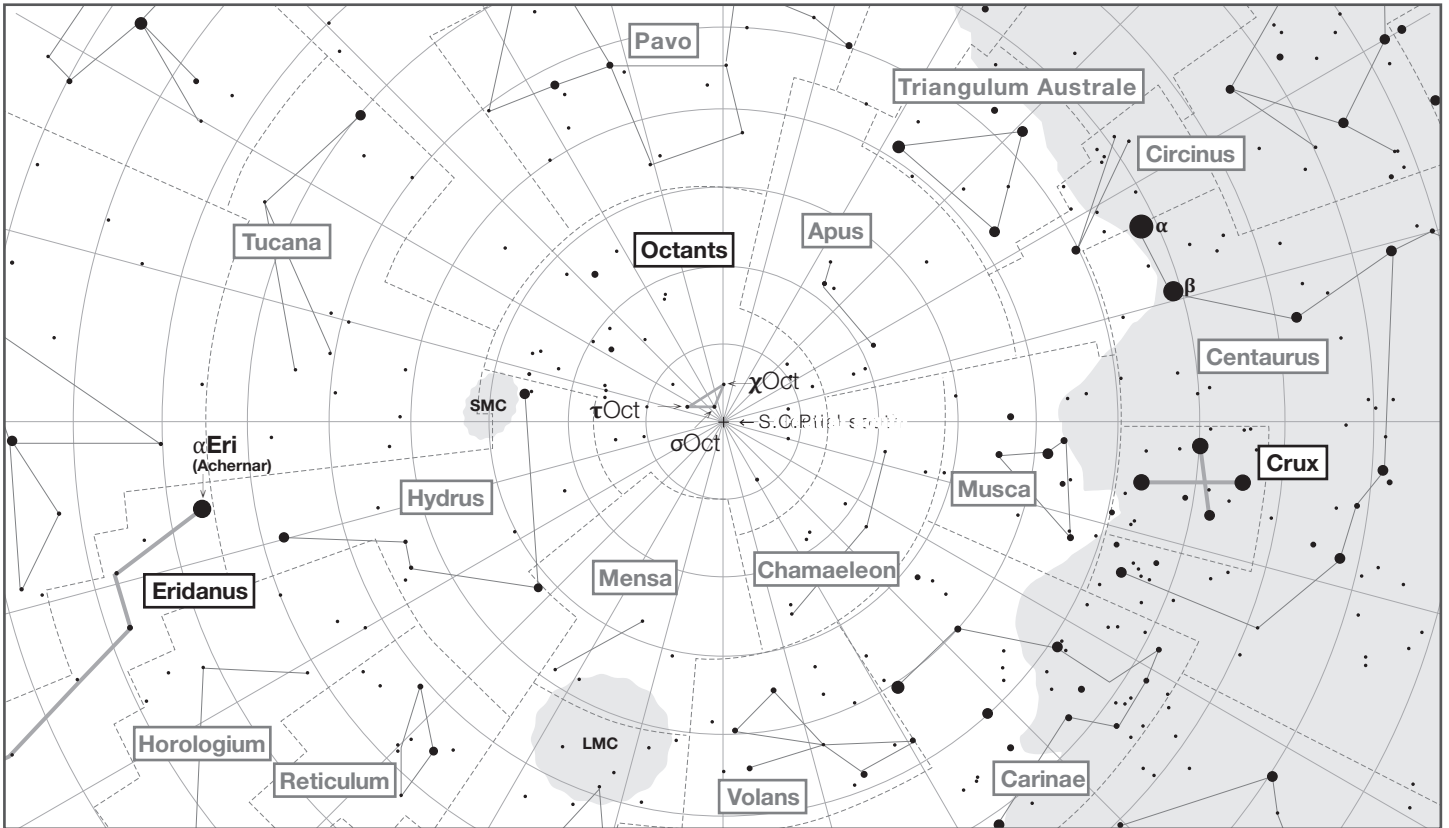 Pavo
Triangulum Australe
Circinus
α
Tucana
Octants
Apus
β
Centaurus
χOct
SMC
τOct
←S.C.P
σOct
αEri
(Achernar)
Crux
Hydrus
Musca
Mensa
Chamaeleon
Eridanus
Horologium
LMC
Reticulum
Volans
Carinae